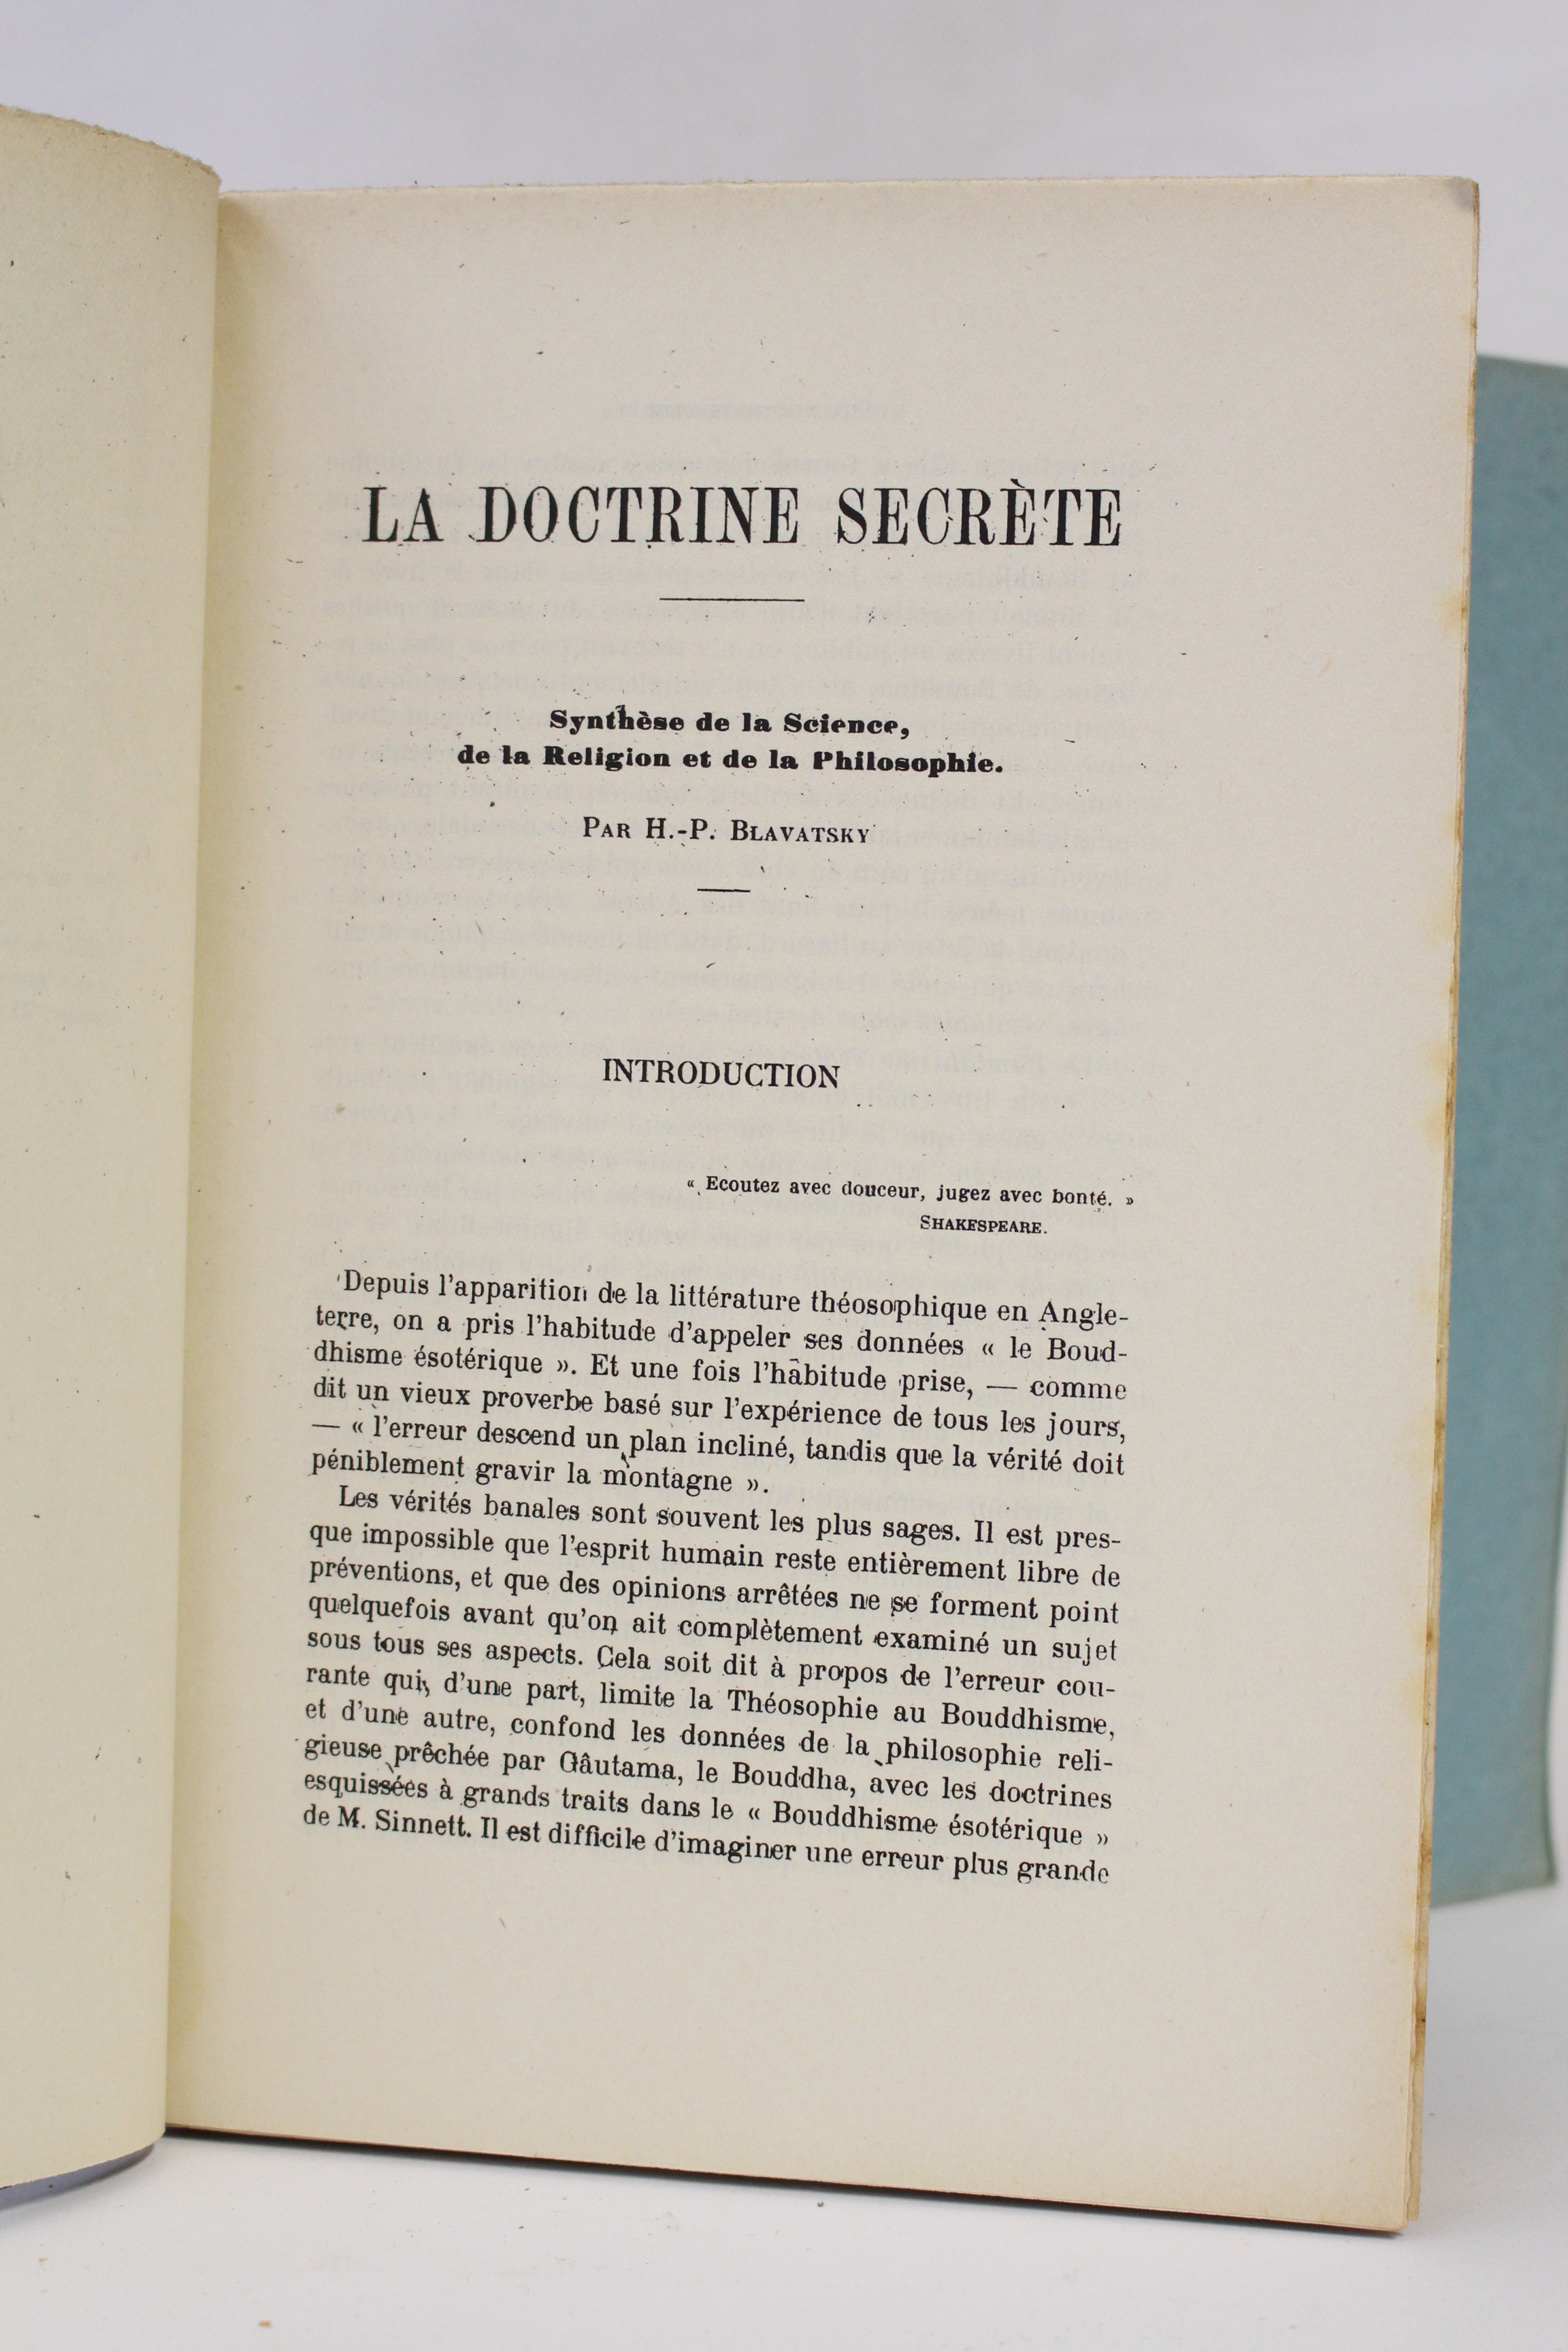 LA DOCTRINE SECRÈTE
Synthèse de la Science,
de la Religion et de la Philosophie.
PAR H.-P. BLAVATSKY
INTRODUCTION
« Ecoutez avec douceur, jugez avec bonté. »
SHAKESPEARE.
Depuis l'apparition de la littérature théosophique en Angle-
terre, on a pris l'habitude d'appeler ses données « le Boud-
dhisme ésotérique ». Et une fois l'habitude prise, — comme
dit un vieux proverbe basé sur l'expérience de tous les jours,
— « l'erreur descend un plan incliné, tandis que la vérité doit
péniblement gravir la montagne ».
Les vérités banales sont souvent les plus sages. Il est pres-
que impossible que l'esprit humain reste entièrement libre de
préventions, et que des opinions arrêtées ne se forment point
quelquefois avant qu'on ait complètement examiné un sujet
sous tous ses aspects. Cela soit dit à propos de l'erreur cou-
rante qui, d'une part, limite la Théosophie au Bouddhisme,
et d'une autre, confond les données de la philosophie reli-
gieuse prêchée par Gâutama, le Bouddha, avec les doctrines
esquissées à grands traits dans le « Bouddhisme ésotérique »
de M. Sinnett. Il est difficile d'imaginer une erreur plus grande